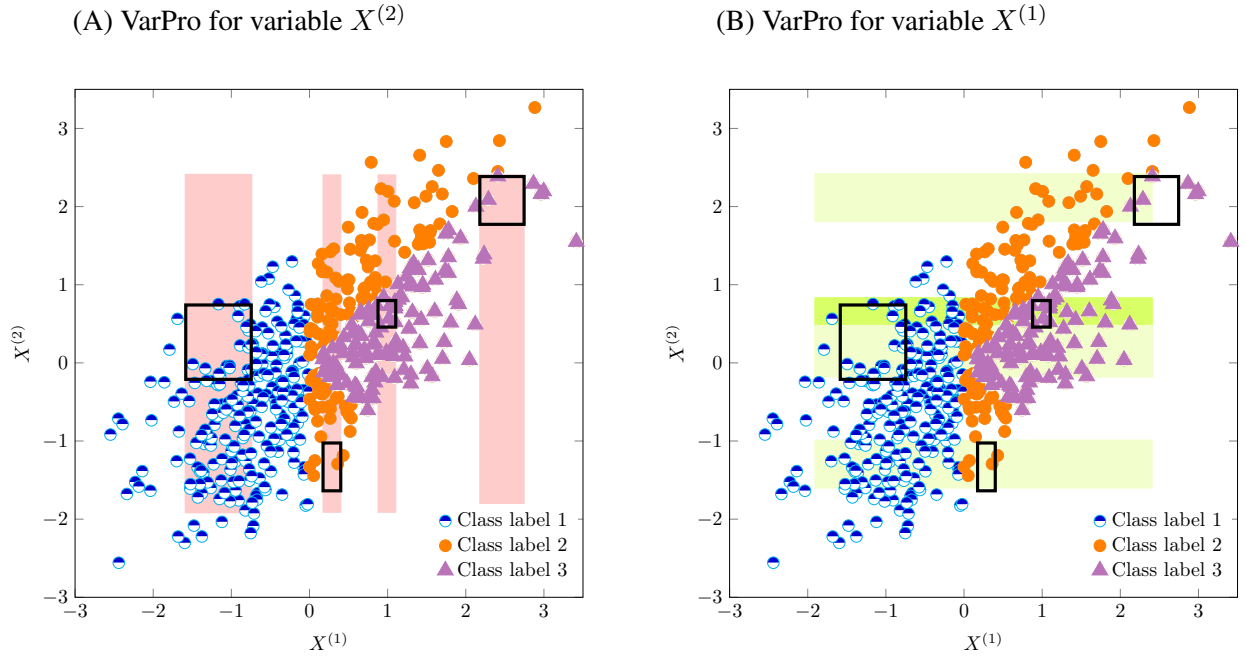 (A) VarPro for variable X^(2)
3
2
1
0
−1
−2
−3
X^(2)
−3 −2 −1 0 1 2 3
X^(1)
Class label 1
Class label 2
Class label 3
(B) VarPro for variable X^(1)
3
2
1
0
−1
−2
−3
X^(2)
−3 −2 −1 0 1 2 3
X^(1)
Class label 1
Class label 2
Class label 3